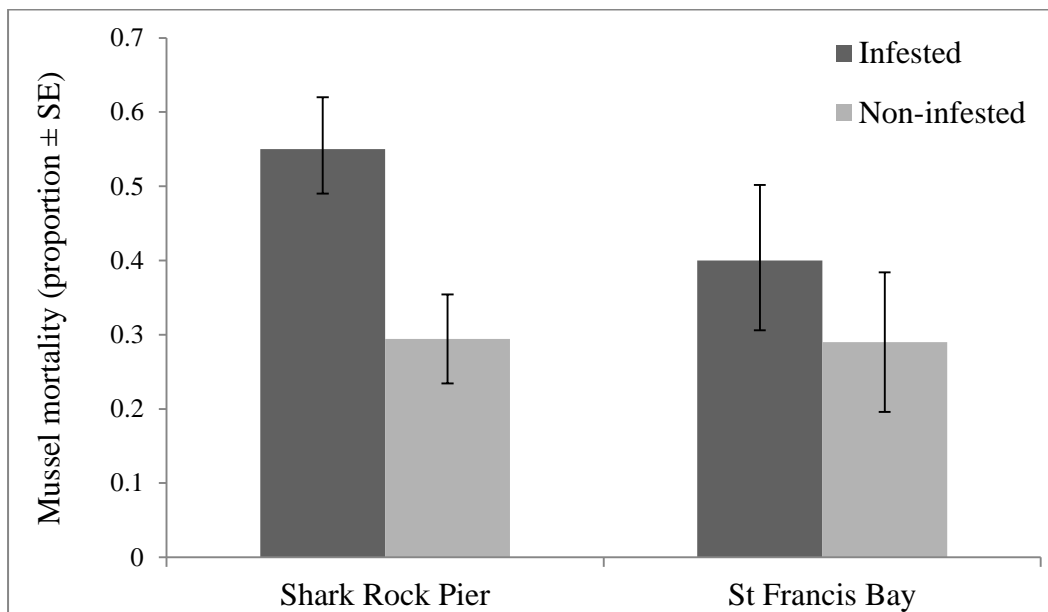 Mussel mortality (proportion ± SE)
0.7
0.6
0.5
0.4
0.3
0.2
0.1
0
Infested
Non-infested
Shark Rock Pier
St Francis Bay